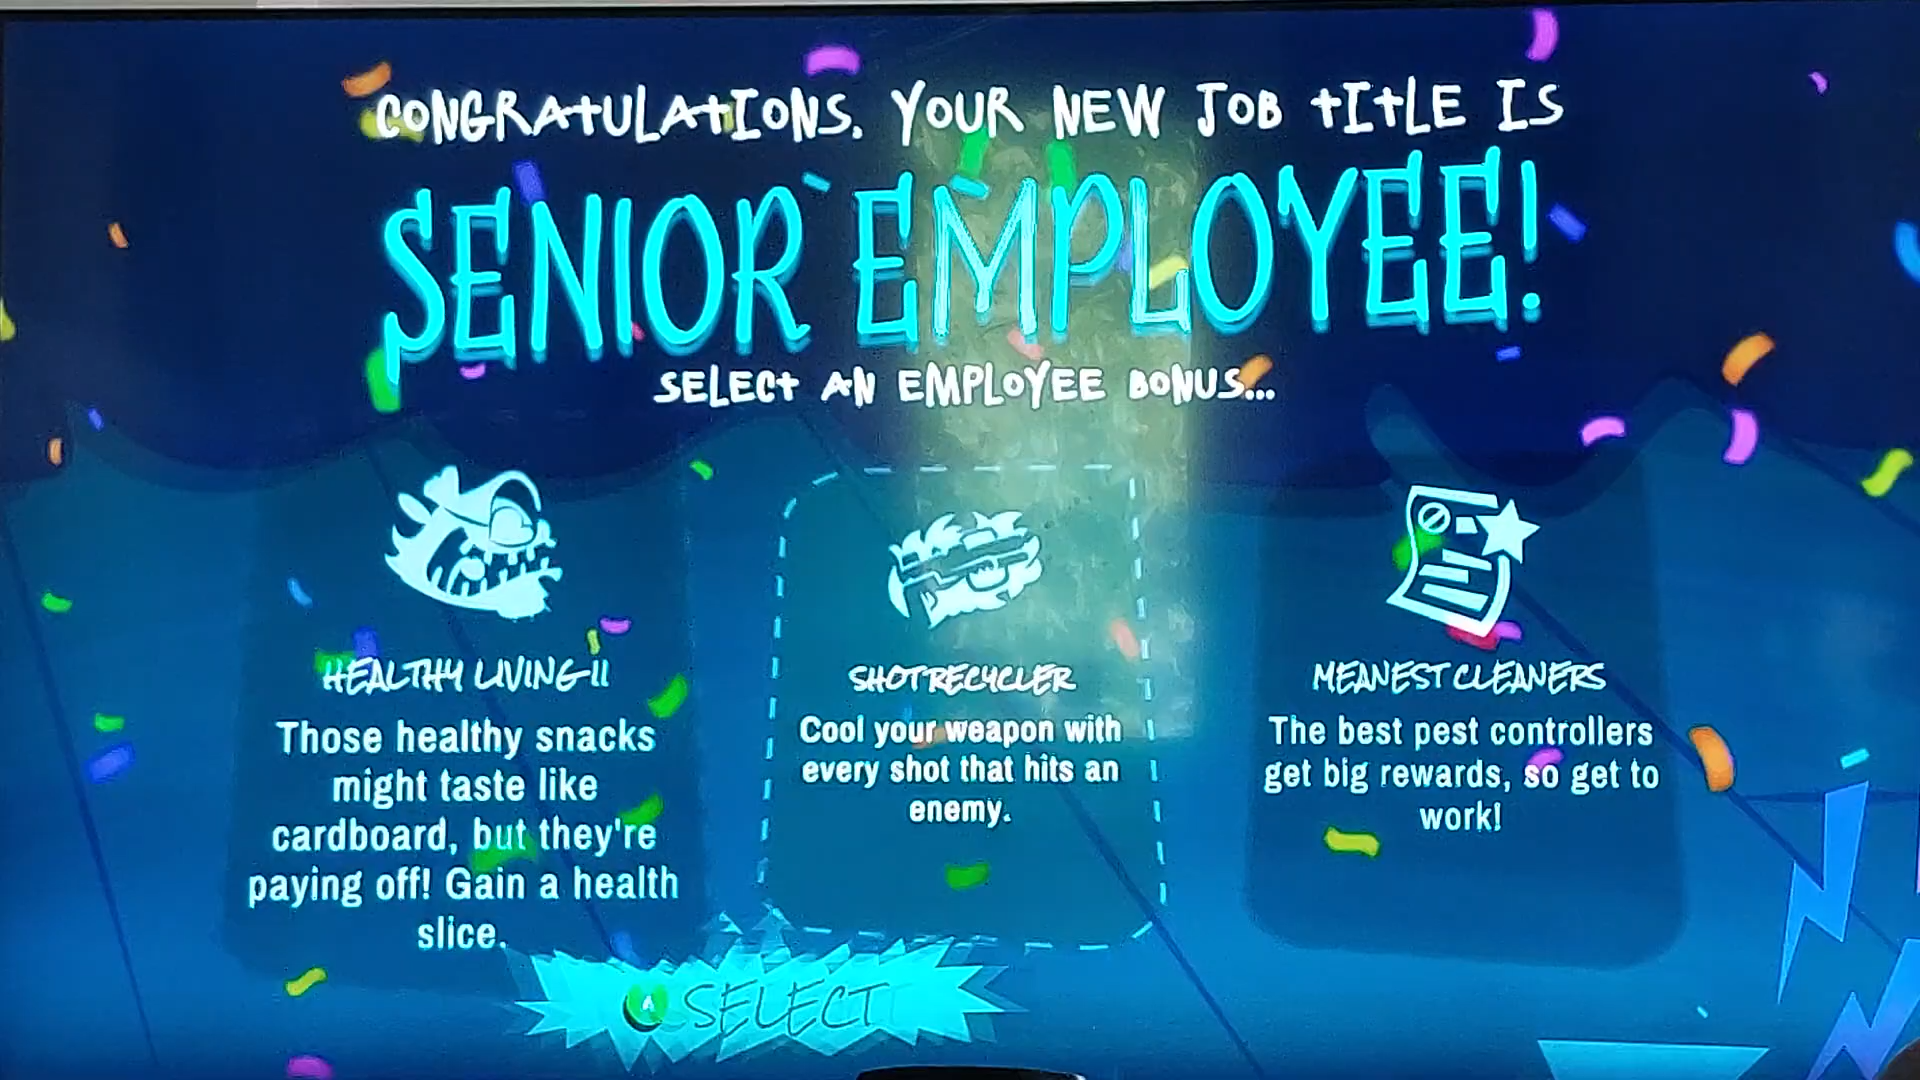 CONGRATULATIONS. YOUR NEW JOB TITLE IS
SENIOR EMPLOYEE!
SELECT AN EMPLOYEE BONUS...
HEALTHY LIVING II
Those healthy snacks
might taste like
cardboard, but they're
paying off! Gain a health
slice.
SHOT RECYCLER
Cool your weapon with
every shot that hits an
enemy.
MEANEST CLEANERS
The best pest controllers
get big rewards, so get to
work!
A SELECT